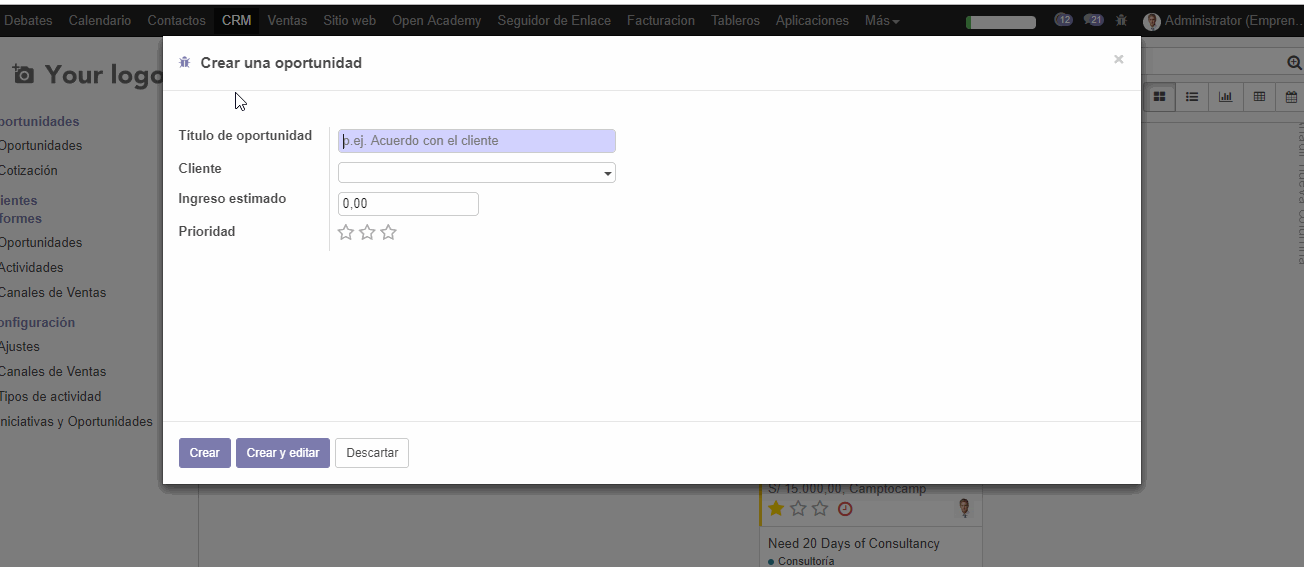 Debates Calendario Contactos CRM Ventas Sitio web Open Academy Seguidor de Enlace Facturacion Tableros Aplicaciones Más 12 21 Administrator (Empren...
Your logo
Crear una oportunidad ×
portunidades
Oportunidades
Cotización
ientes
formes
Oportunidades
Actividades
Canales de Ventas
onfiguración
Ajustes
Canales de Ventas
Tipos de actividad
niciativas y Oportunidades
Título de oportunidad p.ej. Acuerdo con el cliente
Cliente
Ingreso estimado 0,00
Prioridad
Crear Crear y editar Descartar
S/ 15.000,00, Camptocamp
Need 20 Days of Consultancy
Consultoría